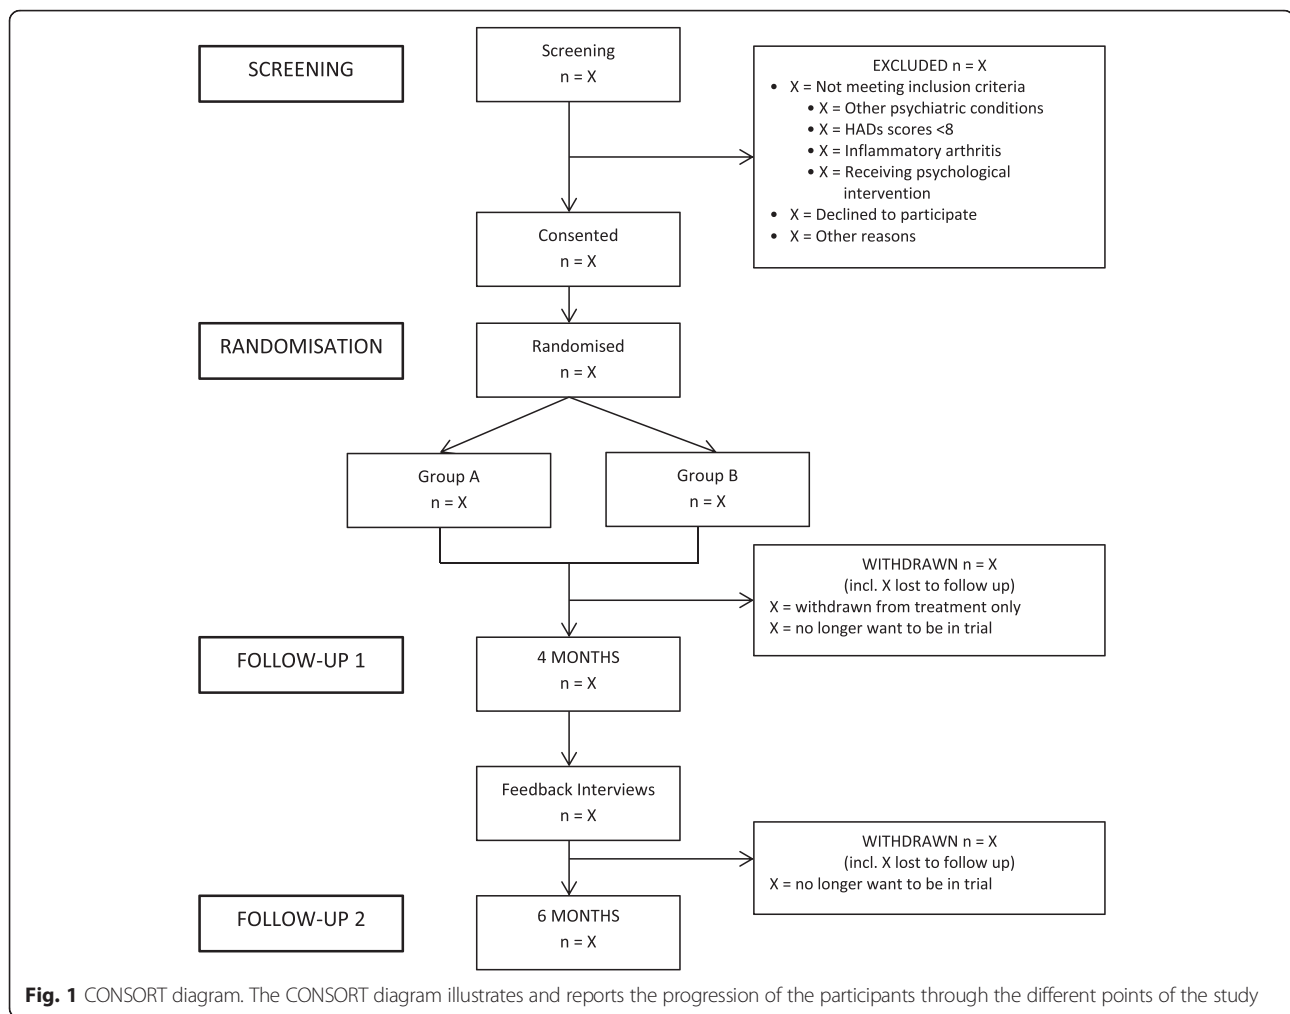 SCREENING
Screening
n = X
EXCLUDED n = X
• X = Not meeting inclusion criteria
• X = Other psychiatric conditions
• X = HADs scores <8
• X = Inflammatory arthritis
• X = Receiving psychological
intervention
• X = Declined to participate
• X = Other reasons
Consented
n = X
RANDOMISATION
Randomised
n = X
Group A
n = X
Group B
n = X
WITHDRAWN n = X
(incl. X lost to follow up)
X = withdrawn from treatment only
X = no longer want to be in trial
FOLLOW-UP 1
4 MONTHS
n = X
Feedback Interviews
n = X
WITHDRAWN n = X
(incl. X lost to follow up)
X = no longer want to be in trial
FOLLOW-UP 2
6 MONTHS
n = X
Fig. 1 CONSORT diagram. The CONSORT diagram illustrates and reports the progression of the participants through the different points of the study